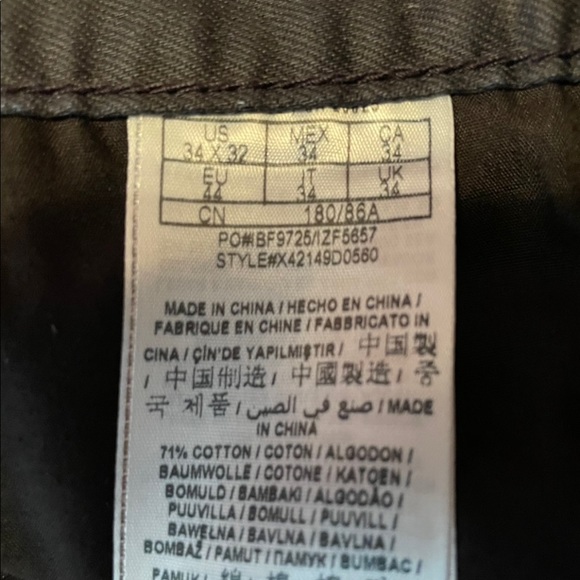 US MEX CA
34 X 32 34 34
EU IT UK
44 34 34
CN 180/86A
PO#IBF9725/IZF5657
STYLE#X42149D0560
MADE IN CHINA / HECHO EN CHINA /
FABRIQUE EN CHINE / FABBRICATO IN
CINA / ÇİN'DE YAPILMIŞTIR / 中国製
/ 中国制造 / 中國製造 / 중
국 제품 / صنع في الصين / MADE
IN CHINA
71% COTTON / COTON / ALGODON /
BAUMWOLLE / COTONE / KATOEN /
BOMULD / BAMBAKI / ALGODÃO /
PUUVILLA / BOMULL / PUUVILL /
BAWEŁNA / BAVLNA / BAVLNA /
BOMBAŽ / PAMUT / ПАМУК / BUMBAC /
PAMUK / 綿